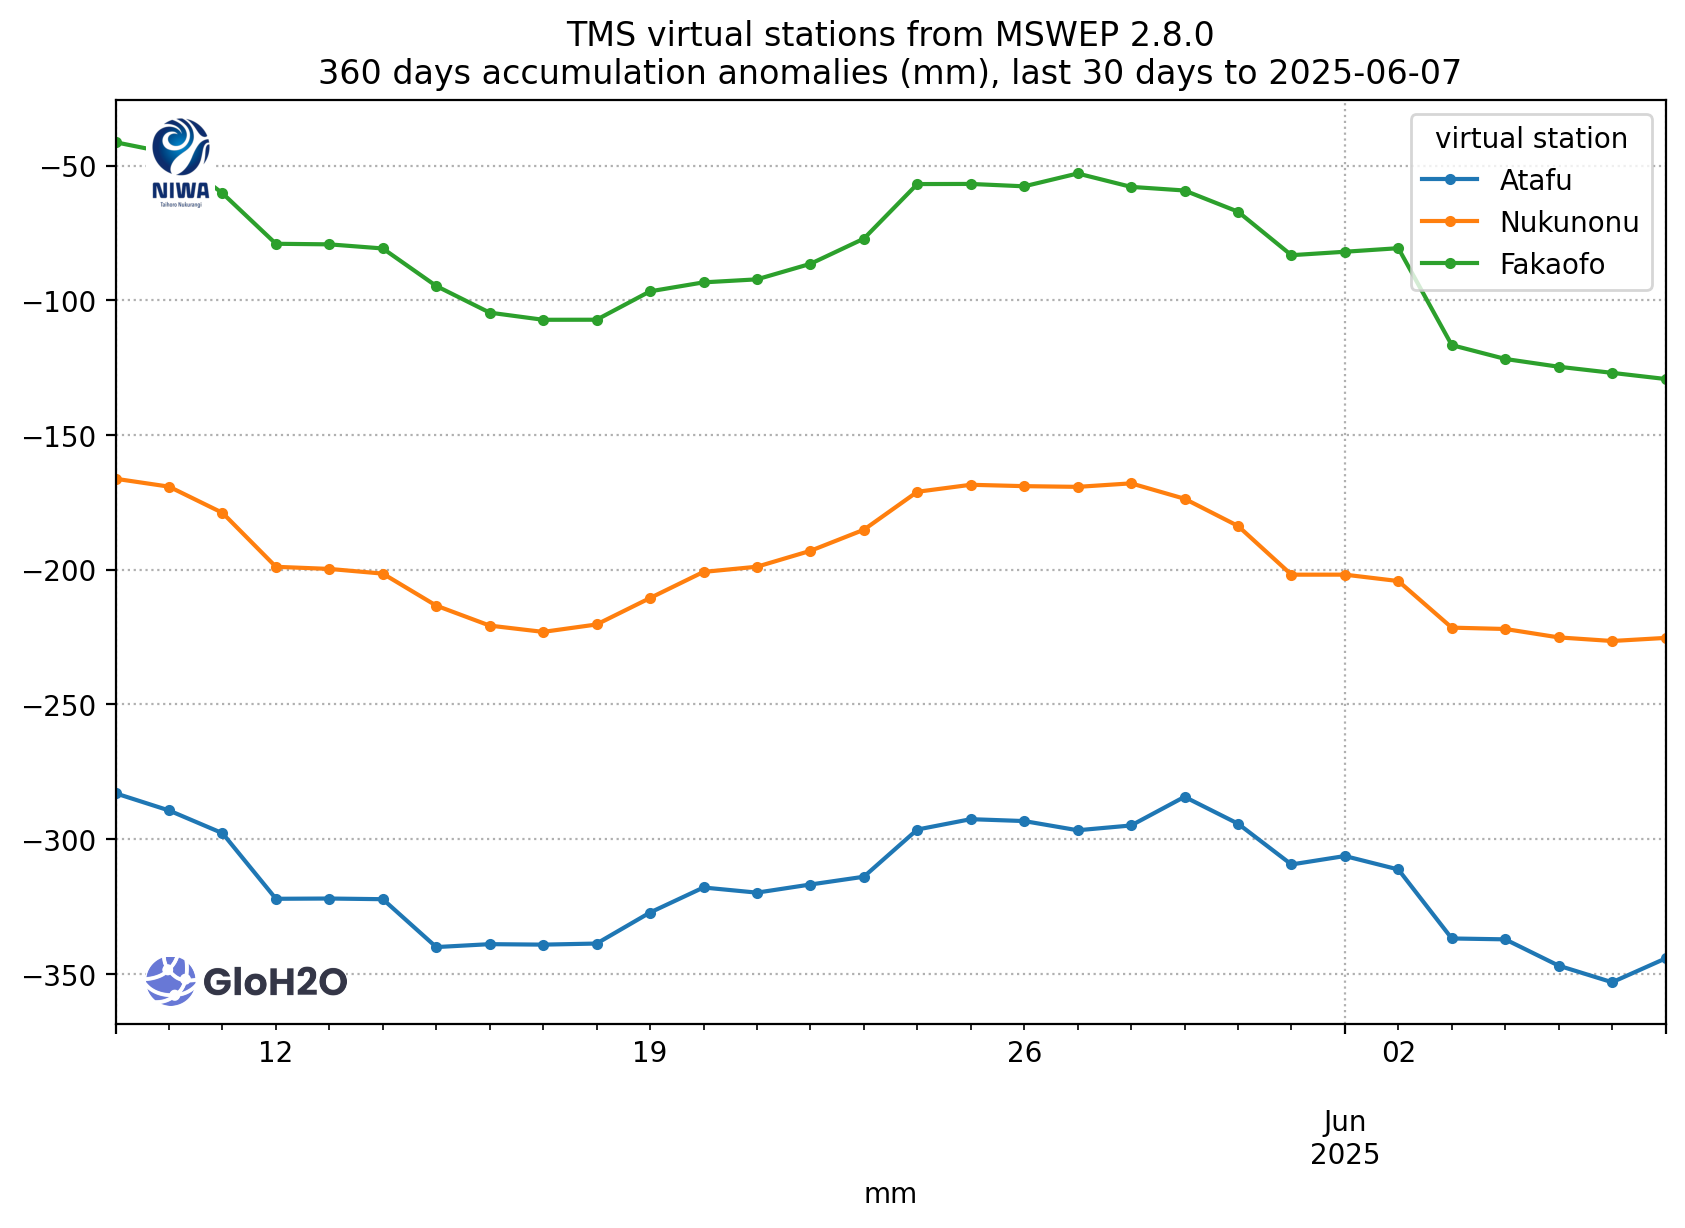 TMS virtual stations from MSWEP 2.8.0
360 days accumulation anomalies (mm), last 30 days to 2025-06-07
NIWA
Taihoro Nukurangi
virtual station
Atafu
Nukunonu
Fakaofo
−50
−100
−150
−200
−250
−300
−350
GloH2O
12 19 26 02
Jun
2025
mm